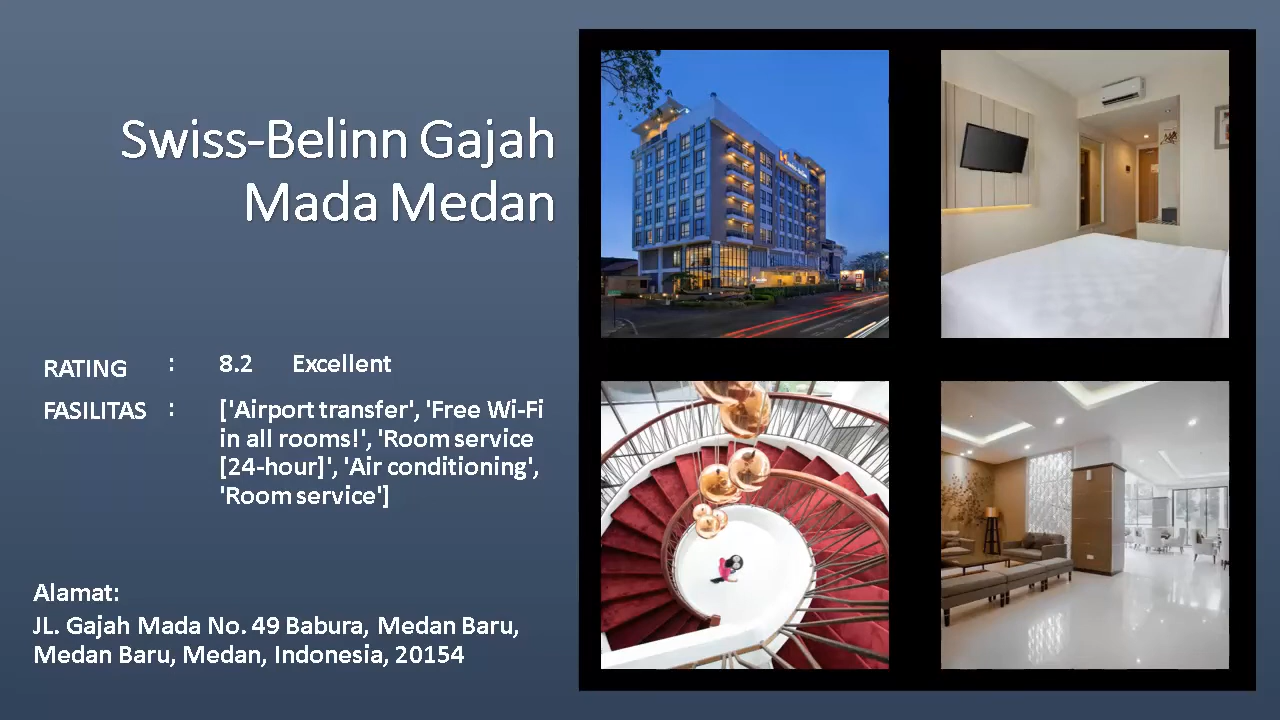 Swiss-Belinn Gajah
Mada Medan
RATING : 8.2 Excellent
FASILITAS : ['Airport transfer', 'Free Wi-Fi
in all rooms!', 'Room service
[24-hour]', 'Air conditioning',
'Room service']
Alamat:
JL. Gajah Mada No. 49 Babura, Medan Baru,
Medan Baru, Medan, Indonesia, 20154